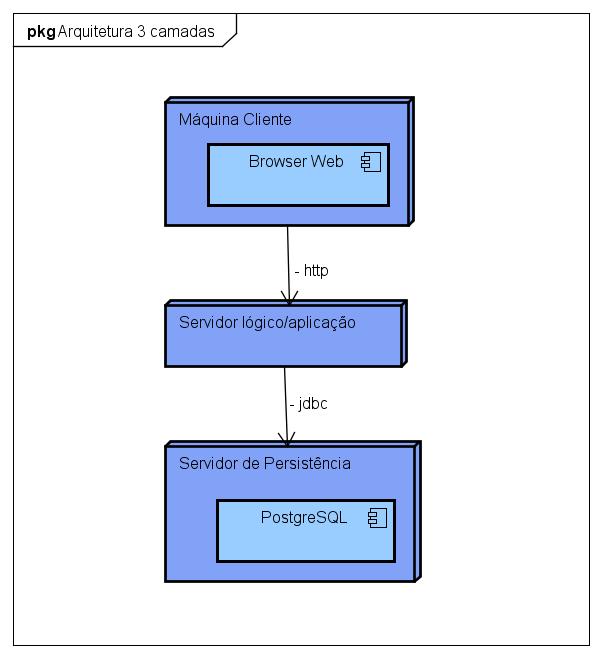 pkg Arquitetura 3 camadas
Máquina Cliente
Browser Web
- http
Servidor lógico/aplicação
- jdbc
Servidor de Persistência
PostgreSQL